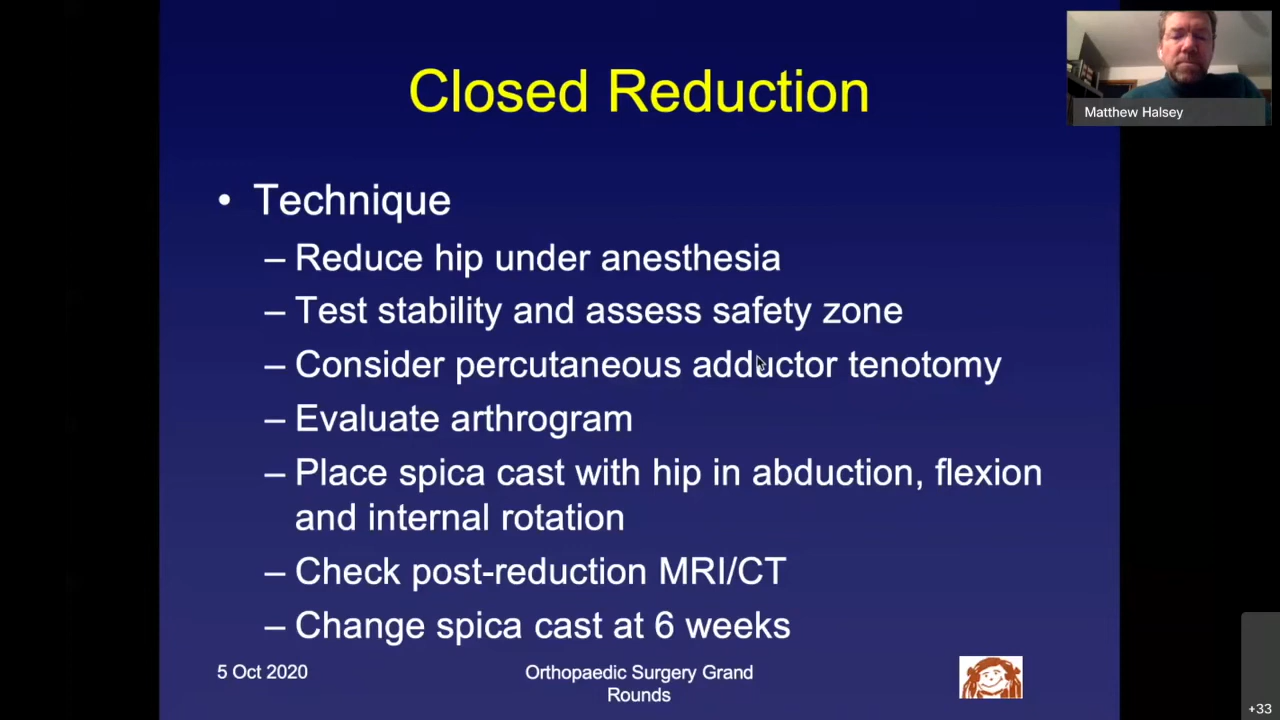 Closed Reduction
Matthew Halsey
• Technique
– Reduce hip under anesthesia
– Test stability and assess safety zone
– Consider percutaneous adductor tenotomy
– Evaluate arthrogram
– Place spica cast with hip in abduction, flexion
and internal rotation
– Check post-reduction MRI/CT
– Change spica cast at 6 weeks
5 Oct 2020
Orthopaedic Surgery Grand
Rounds
+33